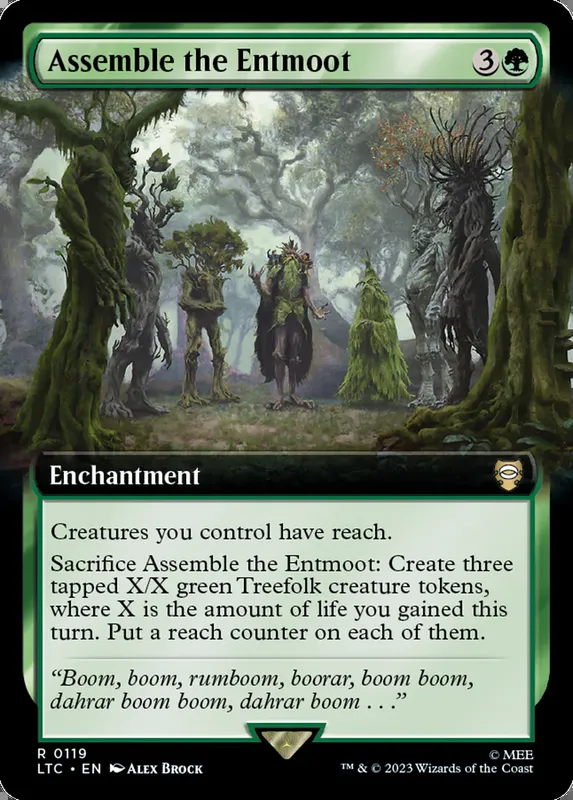 Assemble the Entmoot 3
Enchantment
Creatures you control have reach.
Sacrifice Assemble the Entmoot: Create three
tapped X/X green Treefolk creature tokens,
where X is the amount of life you gained this
turn. Put a reach counter on each of them.
“Boom, boom, rumboom, boorar, boom boom,
dahrar boom boom, dahrar boom . . .”
R 0119 © MEE
LTC • EN Alex Brock ™ & © 2023 Wizards of the Coast